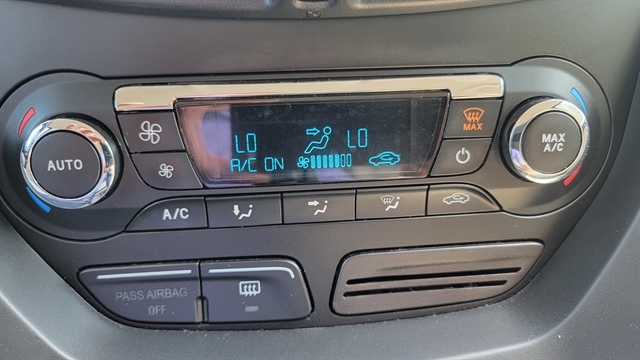 AUTO
LO LO
A/C ON
MAX
MAX
A/C
A/C
PASS AIRBAG
OFF